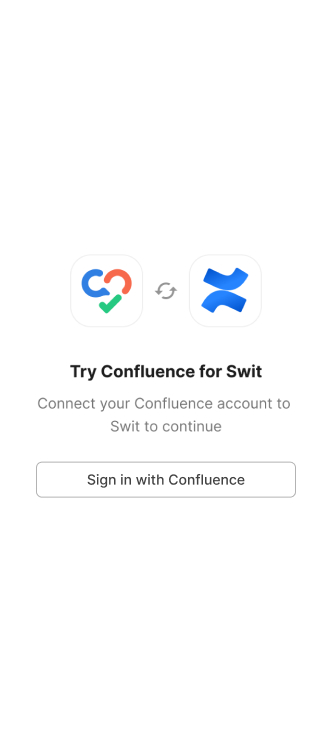 Try Confluence for Swit
Connect your Confluence account to
Swit to continue
Sign in with Confluence